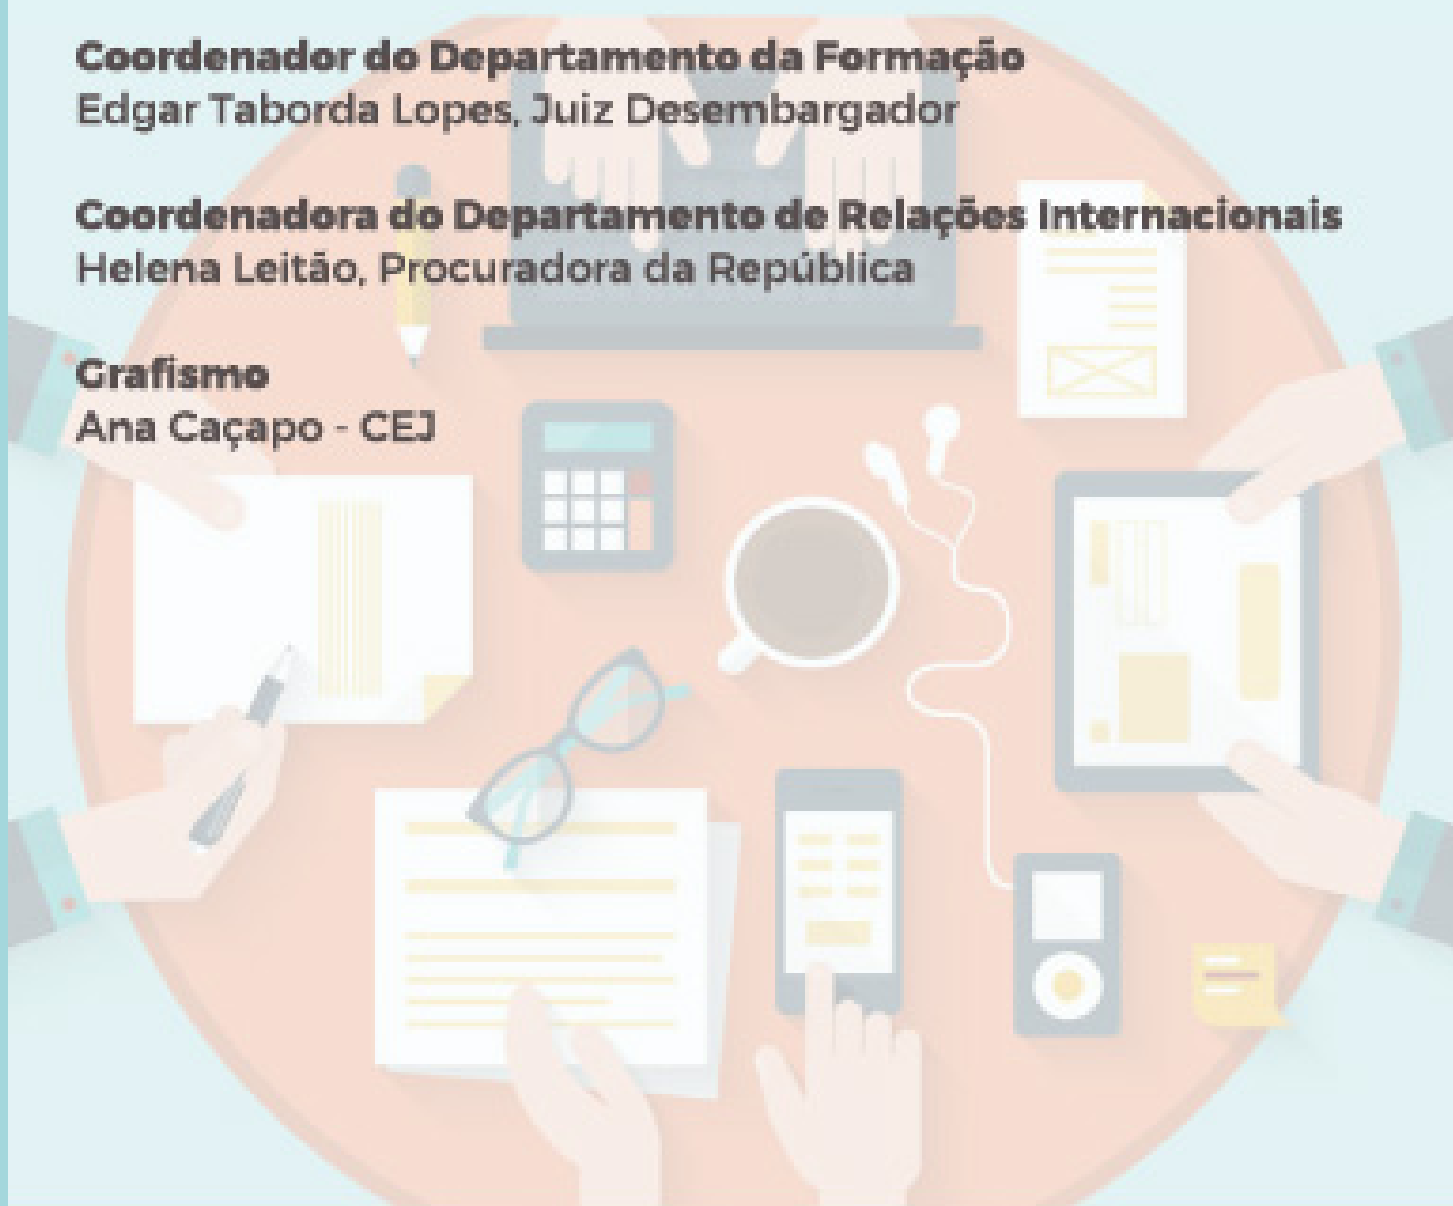 Coordenador do Departamento da Formação
Edgar Taborda Lopes, Juiz Desembargador
Coordenadora do Departamento de Relações Internacionais
Helena Leitão, Procuradora da República
Grafismo
Ana Caçapo - CEJ